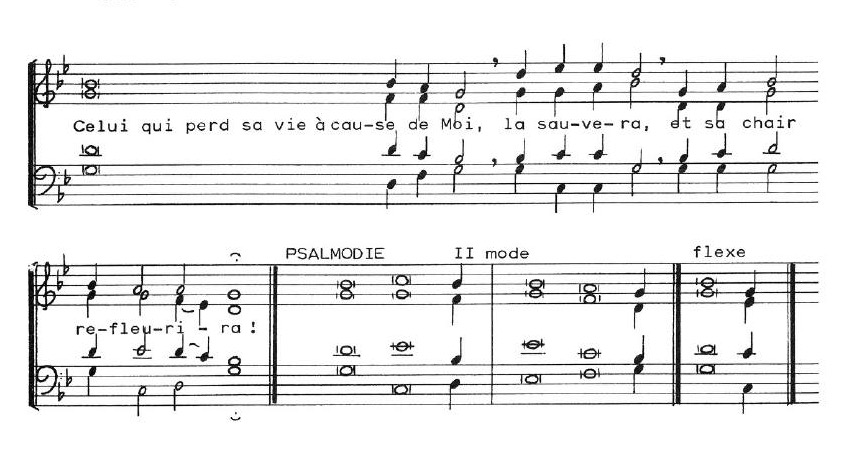 Celui qui perd sa vie à cau-se de Moi, la sau-ve-ra, et sa chair
PSALMODIE II mode flexe
re-fleu-ri - ra !